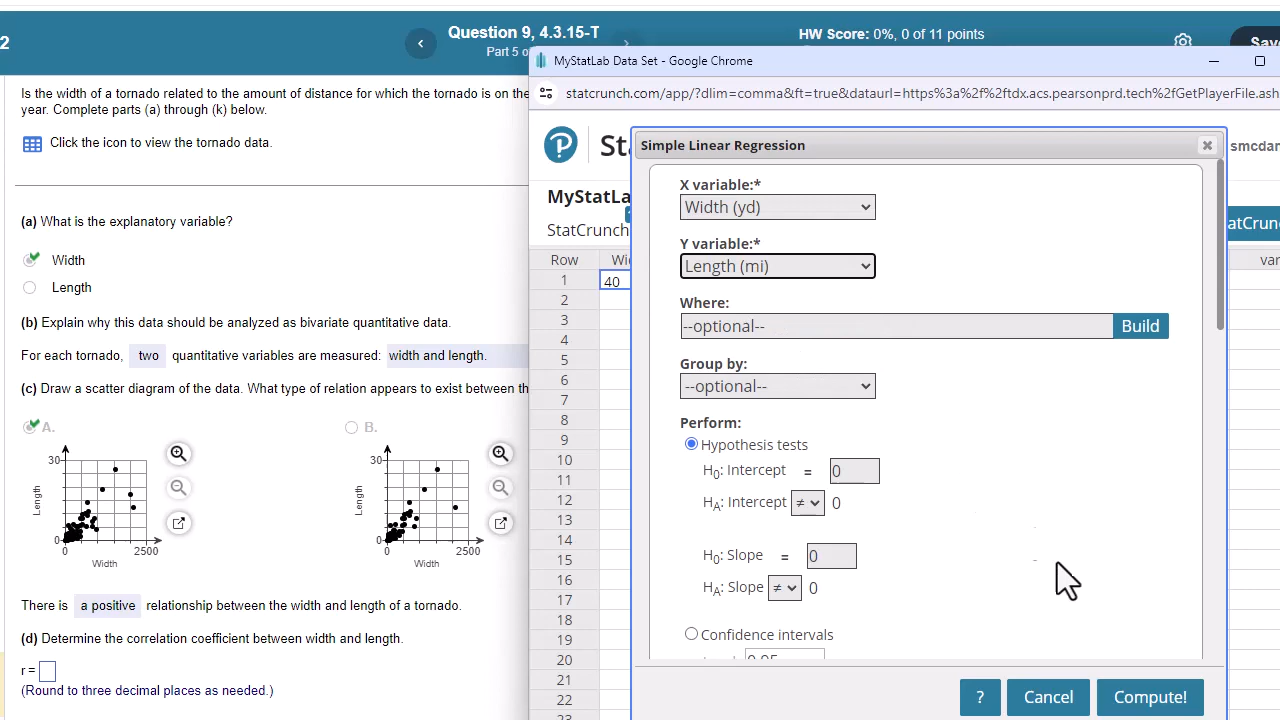 2
Question 9, 4.3.15-T
HW Score: 0%, 0 of 11 points
Part 5
Is the width of a tornado related to the amount of distance for which the tornado is on the
year. Complete parts (a) through (k) below.
Click the icon to view the tornado data.
(a) What is the explanatory variable?
Width
Length
(b) Explain why this data should be analyzed as bivariate quantitative data.
For each tornado, two quantitative variables are measured: width and length.
(c) Draw a scatter diagram of the data. What type of relation appears to exist between th
A.
B.
30
0
0
2500
Length
Width
30
0
0
2500
Length
Width
There is a positive relationship between the width and length of a tornado.
(d) Determine the correlation coefficient between width and length.
r=
(Round to three decimal places as needed.)
MyStatLab Data Set - Google Chrome
statcrunch.com/app/?dlim=comma&ft=true&dataurl=https%3a%2f%2ftdx.acs.pearsonprd.tech%2fGetPlayerFile.ash
P
St
smcdar
MyStatLa
StatCrunch
atCrun
Row
Wi
var
1
40
2
3
4
5
6
7
8
9
10
11
12
13
14
15
16
17
18
19
20
21
22
23
Simple Linear Regression
X variable:*
Width (yd)
Y variable:*
Length (mi)
Where:
--optional--
Build
Group by:
--optional--
Perform:
Hypothesis tests
H0: Intercept = 0
HA: Intercept ≠ 0
H0: Slope = 0
HA: Slope ≠ 0
Confidence intervals
0.95
?
Cancel
Compute!